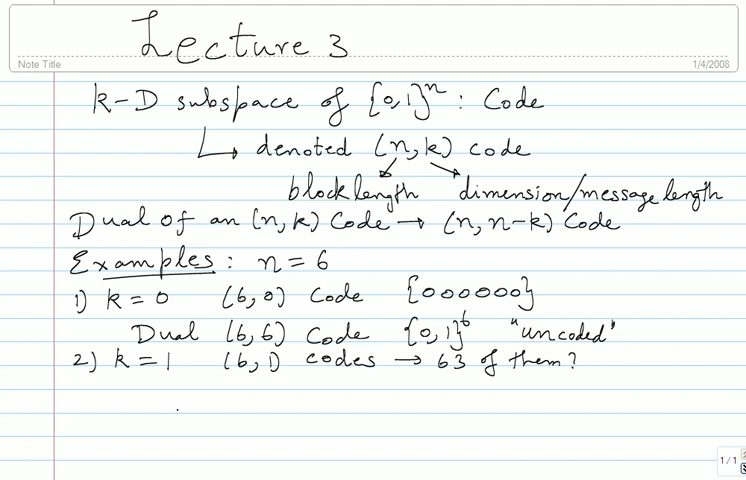 Lecture 3
Note Title
1/4/2008
k-D subspace of {0,1}^n : Code
↳ denoted (n,k) code
blocklength dimension/message length
Dual of an (n,k) Code → (n, n-k) Code
Examples : n = 6
1) k = 0 (6,0) Code {000000}
Dual (6,6) Code {0,1}^6 "uncoded"
2) k = 1 (6,1) codes → 63 of them?
1/1